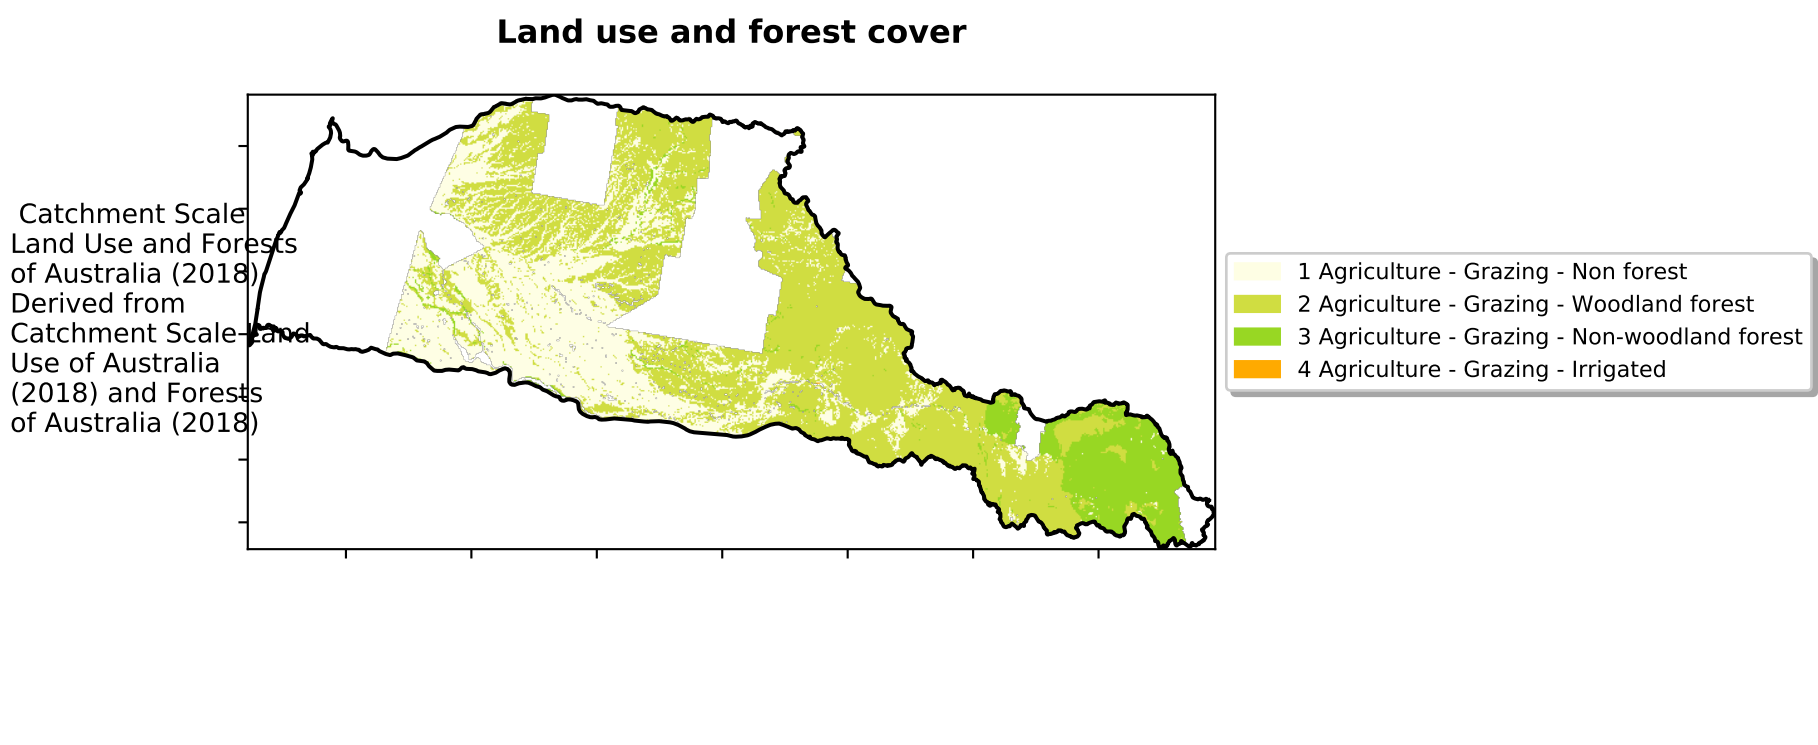 Land use and forest cover
Catchment Scale
Land Use and Forests
of Australia (2018)
Derived from
Catchment Scale Land
Use of Australia
(2018) and Forests
of Australia (2018)
1 Agriculture - Grazing - Non forest
2 Agriculture - Grazing - Woodland forest
3 Agriculture - Grazing - Non-woodland forest
4 Agriculture - Grazing - Irrigated